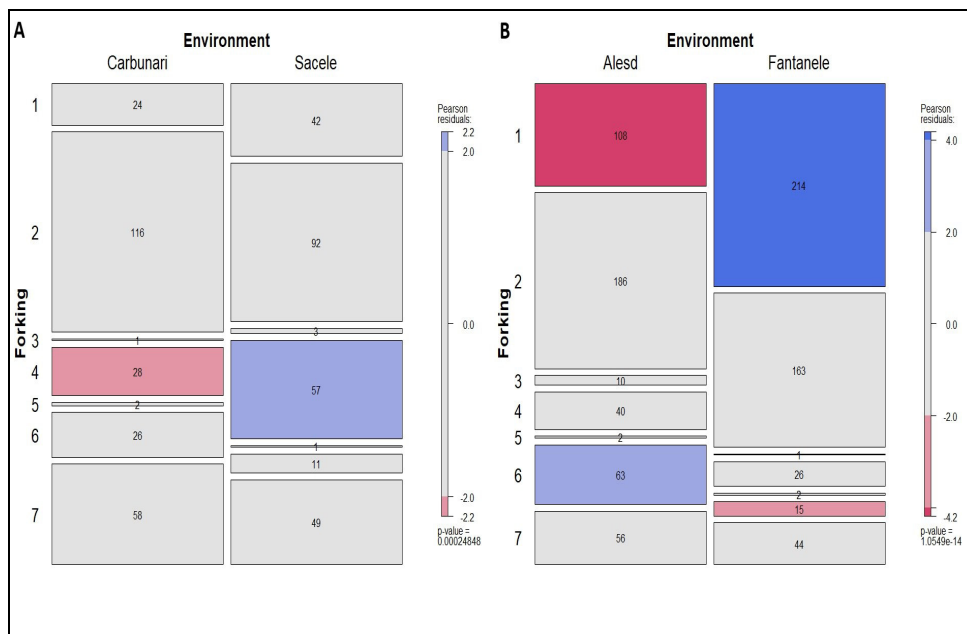 A
Environment
Carbunari Sacele
Forking
1 24 42
2 116 92
3 1 3
4 28 57
5 2 1
6 26 11
7 58 49
Pearson
residuals:
2.2
2.0
0.0
-2.0
-2.2
p-value =
0.00024848
B
Environment
Alesd Fantanele
Forking
1 108 214
2 186 163
3 10 1
4 40 26
5 2 2
6 63 15
7 56 44
Pearson
residuals:
4.0
2.0
0.0
-2.0
-4.2
p-value =
1.0549e-14